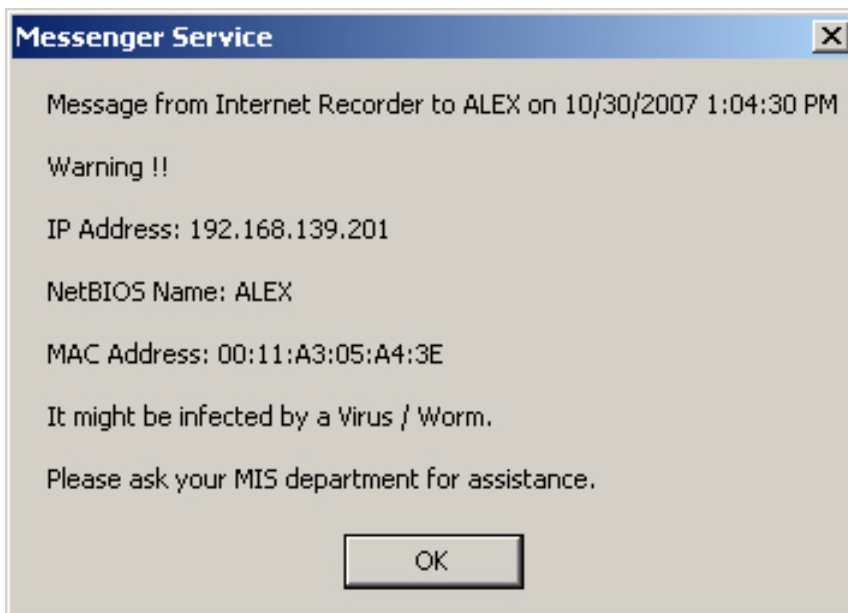 Messenger Service
Message from Internet Recorder to ALEX on 10/30/2007 1:04:30 PM
Warning !!
IP Address: 192.168.139.201
NetBIOS Name: ALEX
MAC Address: 00:11:A3:05:A4:3E
It might be infected by a Virus / Worm.
Please ask your MIS department for assistance.
OK